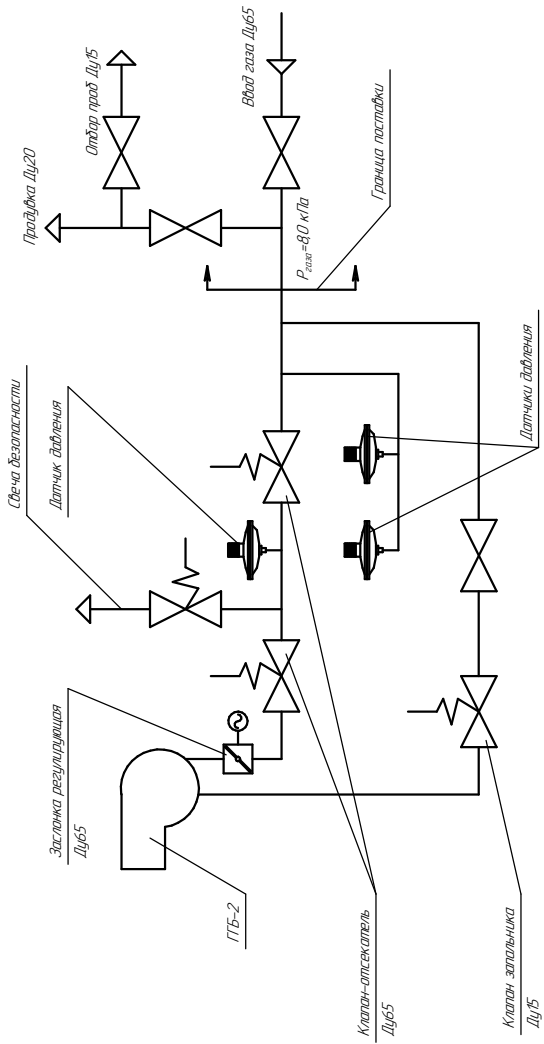 Продувка Ду20
Отбор проб Ду15
Ввод газа Ду65
Pгаза=8,0 кПа
Граница поставки
Свеча безопасности
Датчик давления
Датчики давления
Заслонка регулирующая
Ду65
ГГБ-2
Клапан-отсекатель
Ду65
Клапан запальника
Ду15